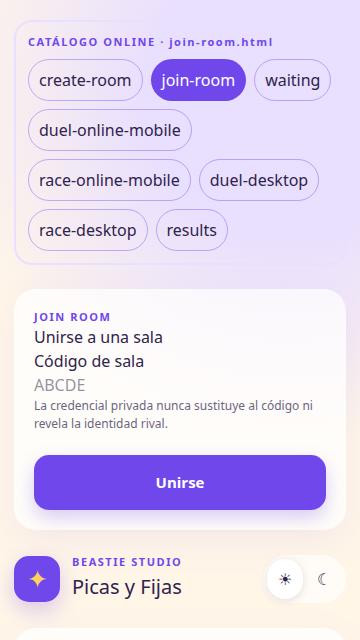 CATÁLOGO ONLINE · join-room.html
create-room join-room waiting
duel-online-mobile
race-online-mobile duel-desktop
race-desktop results
JOIN ROOM
Unirse a una sala
Código de sala
ABCDE
La credencial privada nunca sustituye al código ni
revela la identidad rival.
Unirse
BEASTIE STUDIO
Picas y Fijas